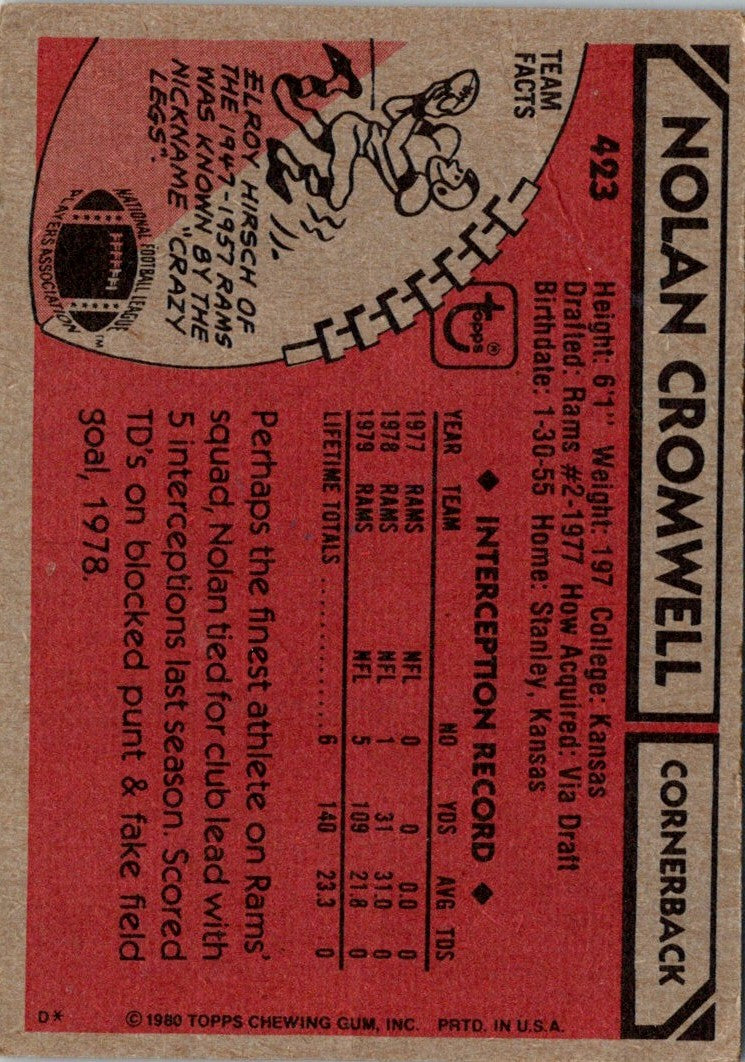 NOLAN CROMWELL
CORNERBACK
423
Height: 6'1" Weight: 197 College: Kansas
Drafted: Rams #2-1977 How Acquired: Via Draft
Birthdate: 1-30-55 Home: Stanley, Kansas
TEAM
FACTS
ELROY HIRSCH OF
THE 1947-1957 RAMS
WAS KNOWN BY THE
NICKNAME "CRAZY
LEGS".
NATIONAL FOOTBALL LEAGUE
PLAYERS ASSOCIATION ™
Topps®
◆ INTERCEPTION RECORD ◆
YEAR TEAM NO YDS AVG TDS
1977 RAMS NFL 0 0 0.0 0
1978 RAMS NFL 1 31 31.0 0
1979 RAMS NFL 5 109 21.8 0
LIFETIME TOTALS .................. 6 140 23.3 0
Perhaps the finest athlete on Rams'
squad, Nolan tied for club lead with
5 interceptions last season. Scored
TD's on blocked punt & fake field
goal, 1978.
D* © 1980 TOPPS CHEWING GUM, INC. PRTD. IN U.S.A.